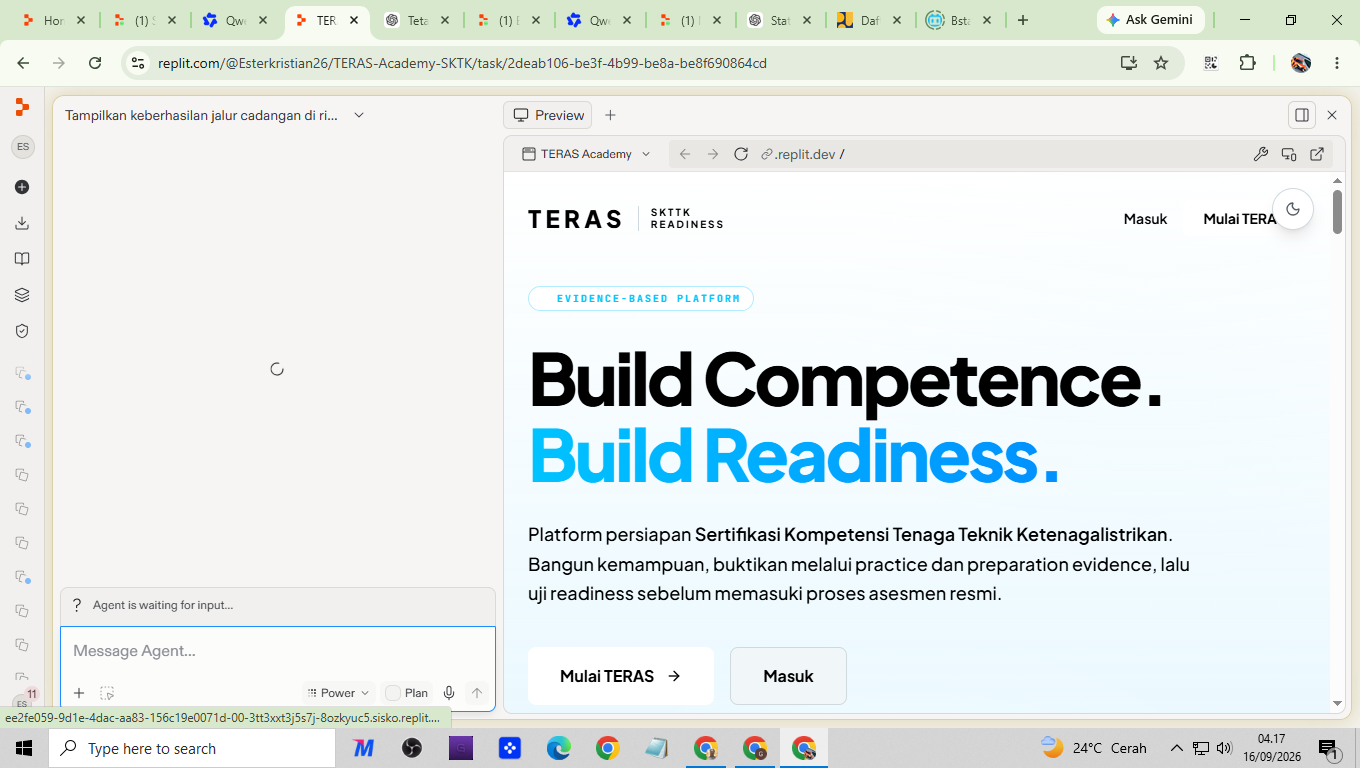 Hor
(1) S
Qwe
TER
Teta
(1) E
Qwe
(1)
Stat
Daf
Bsta
Ask Gemini
replit.com/@Esterkristian26/TERAS-Academy-SKTK/task/2deab106-be3f-4b99-be8a-be8f690864cd
ES
Tampilkan keberhasilan jalur cadangan di ri...
Preview
TERAS Academy
.replit.dev /
TERAS
SKTTK
READINESS
Masuk
Mulai TERA
EVIDENCE-BASED PLATFORM
Build Competence.
Build Readiness.
Platform persiapan Sertifikasi Kompetensi Tenaga Teknik Ketenagalistrikan.
Bangun kemampuan, buktikan melalui practice dan preparation evidence, lalu
uji readiness sebelum memasuki proses asesmen resmi.
Mulai TERAS
Masuk
? Agent is waiting for input...
Message Agent...
Power
Plan
11
ES
ee2fe059-9d1e-4dac-aa83-156c19e0071d-00-3tt3xxt3j5s7j-8ozkyuc5.sisko.replit....
Type here to search
24°C Cerah
04.17
16/09/2026
1